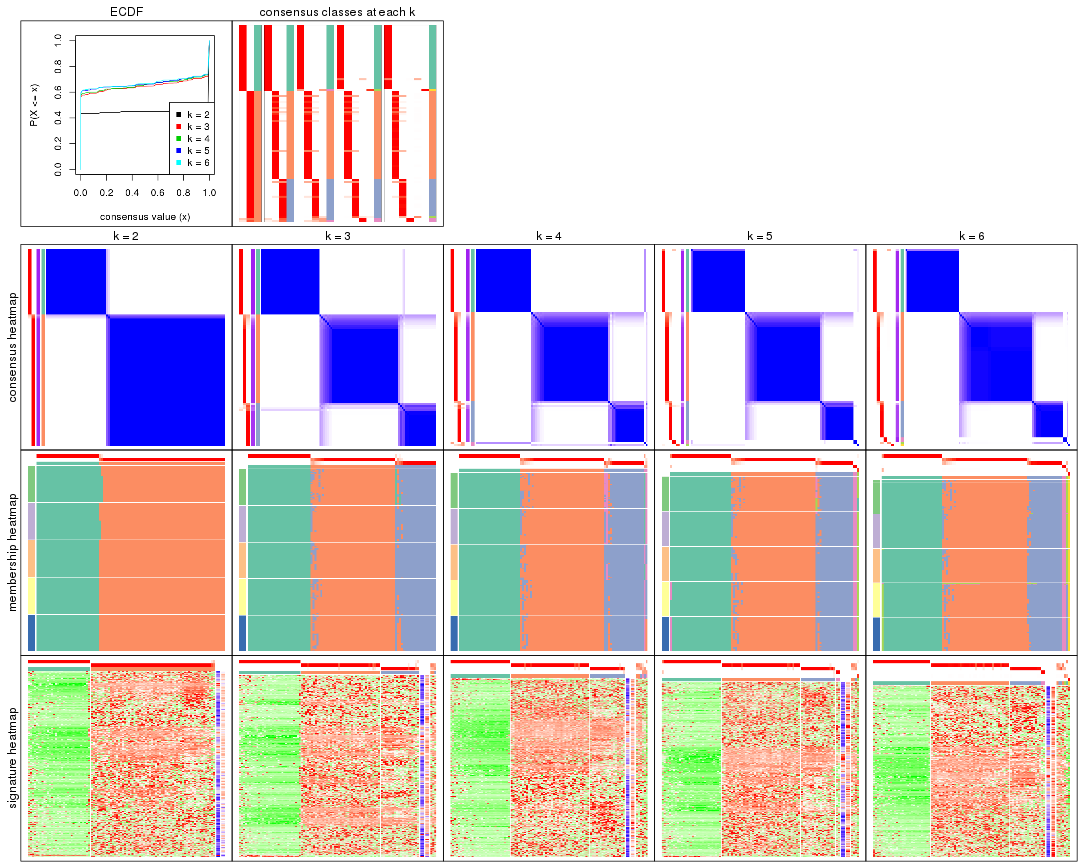 ECDF
consensus classes at each k
P(X <= x)
0.0 0.2 0.4 0.6 0.8 1.0
k = 2
k = 3
k = 4
k = 5
k = 6
0.0 0.2 0.4 0.6 0.8 1.0
consensus value (x)
k = 2
k = 3
k = 4
k = 5
k = 6
consensus heatmap
membership heatmap
signature heatmap